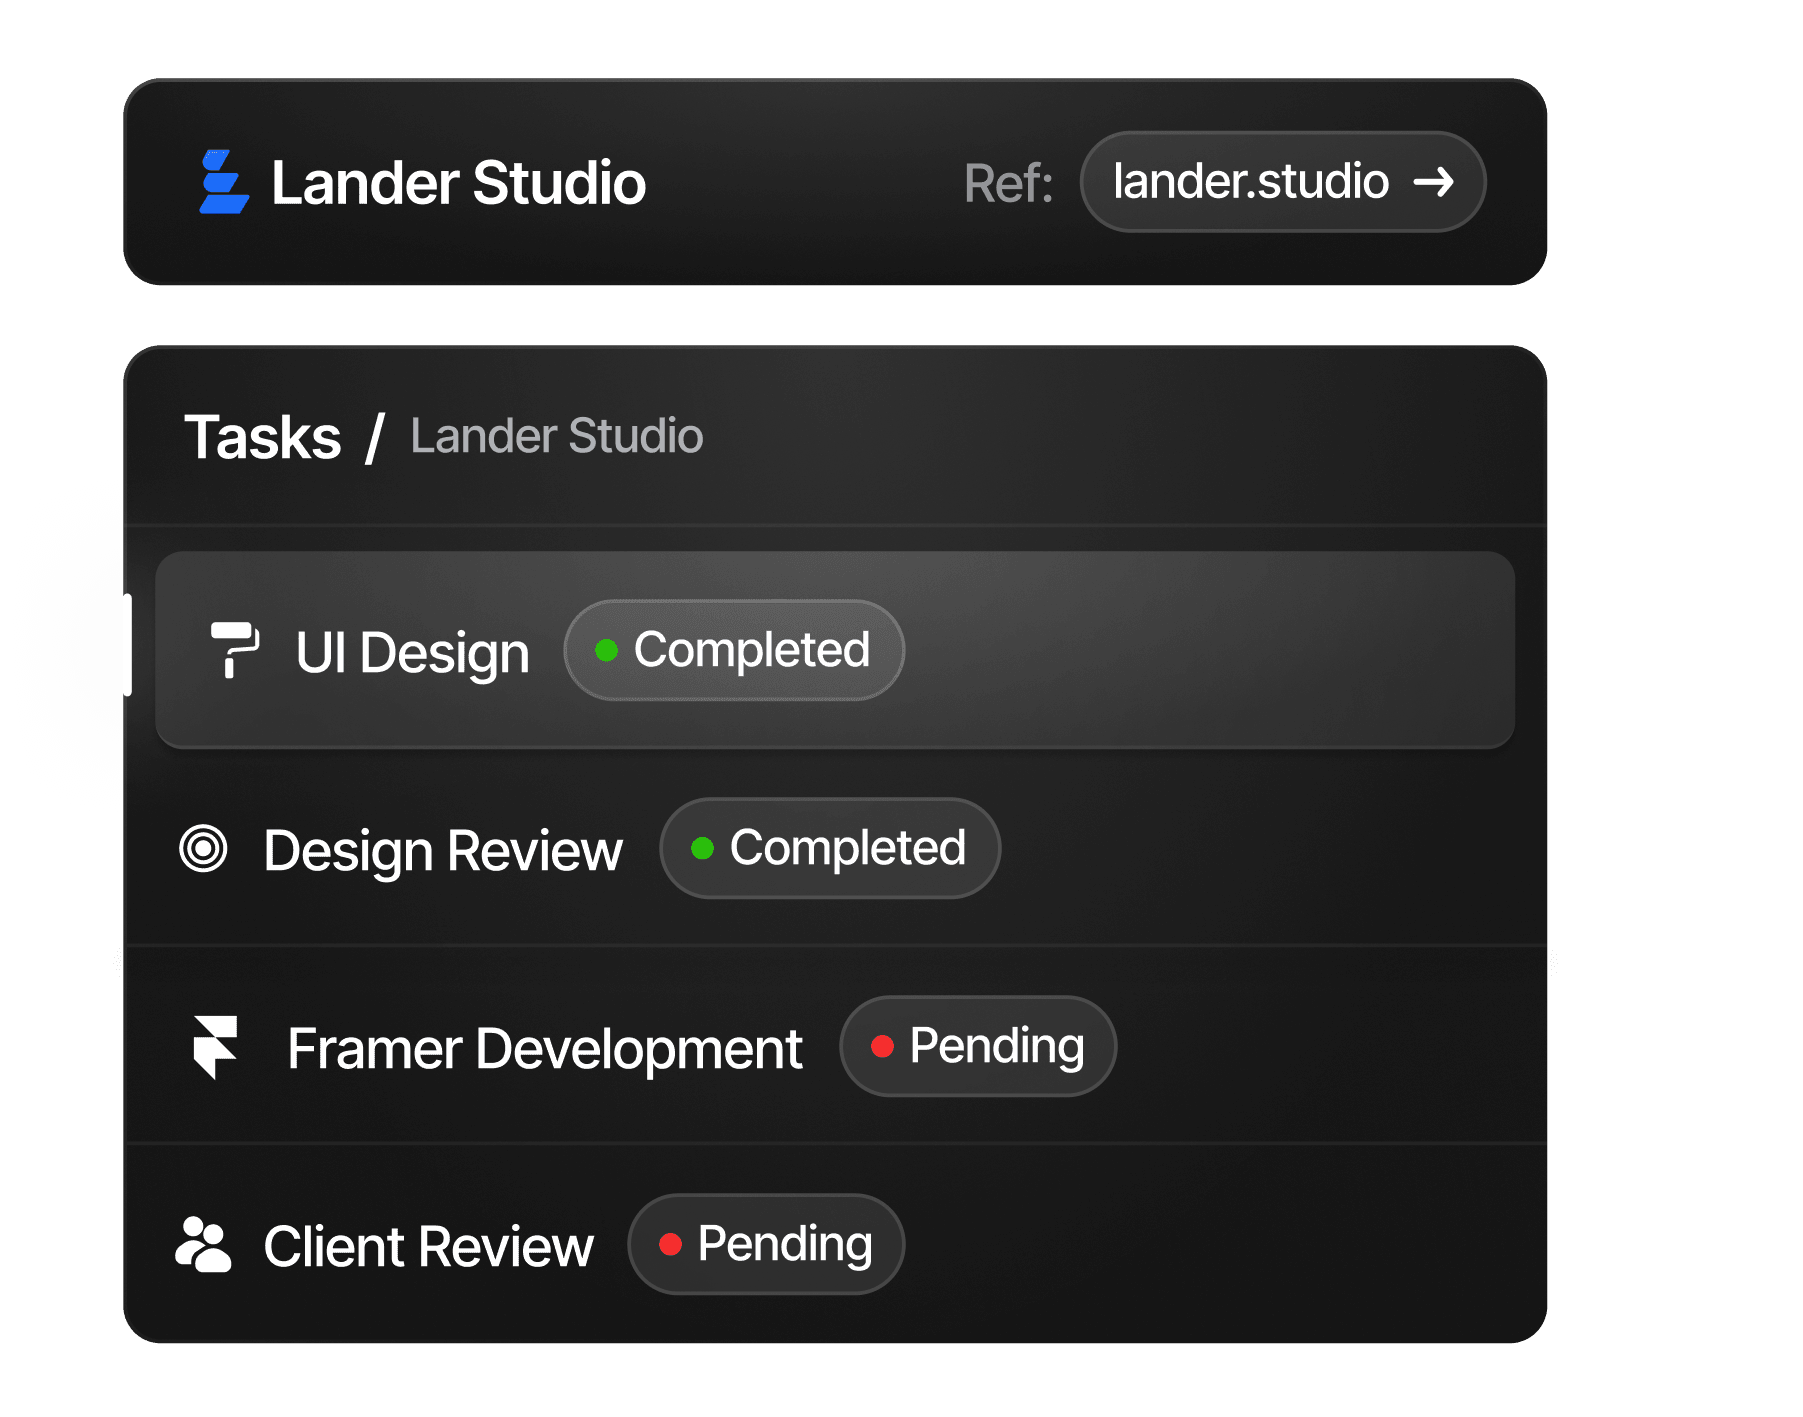 Lander Studio
Ref: lander.studio →
Tasks / Lander Studio
UI Design Completed
Design Review Completed
Framer Development Pending
Client Review Pending